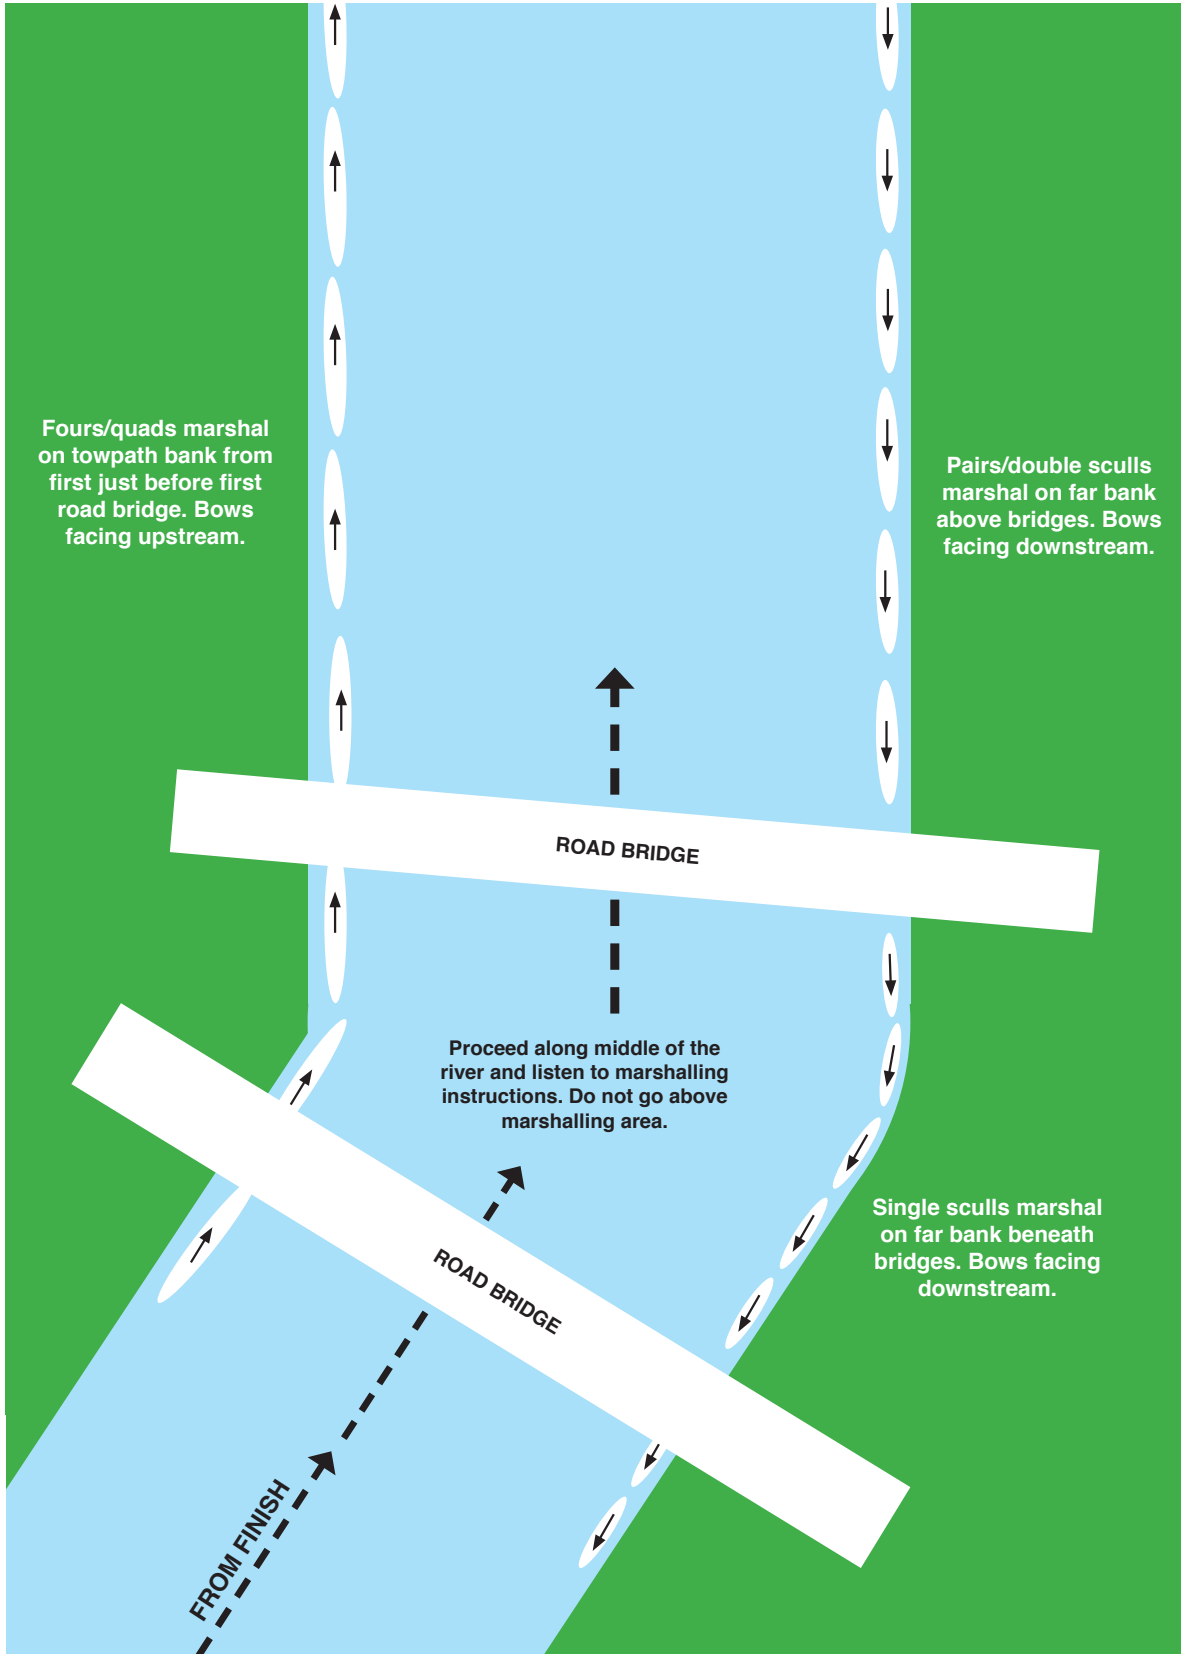 Fours/quads marshal
on towpath bank from
first just before first
road bridge. Bows
facing upstream.
Pairs/double sculls
marshal on far bank
above bridges. Bows
facing downstream.
ROAD BRIDGE
Proceed along middle of the
river and listen to marshalling
instructions. Do not go above
marshalling area.
Single sculls marshal
on far bank beneath
bridges. Bows facing
downstream.
ROAD BRIDGE
FROM FINISH